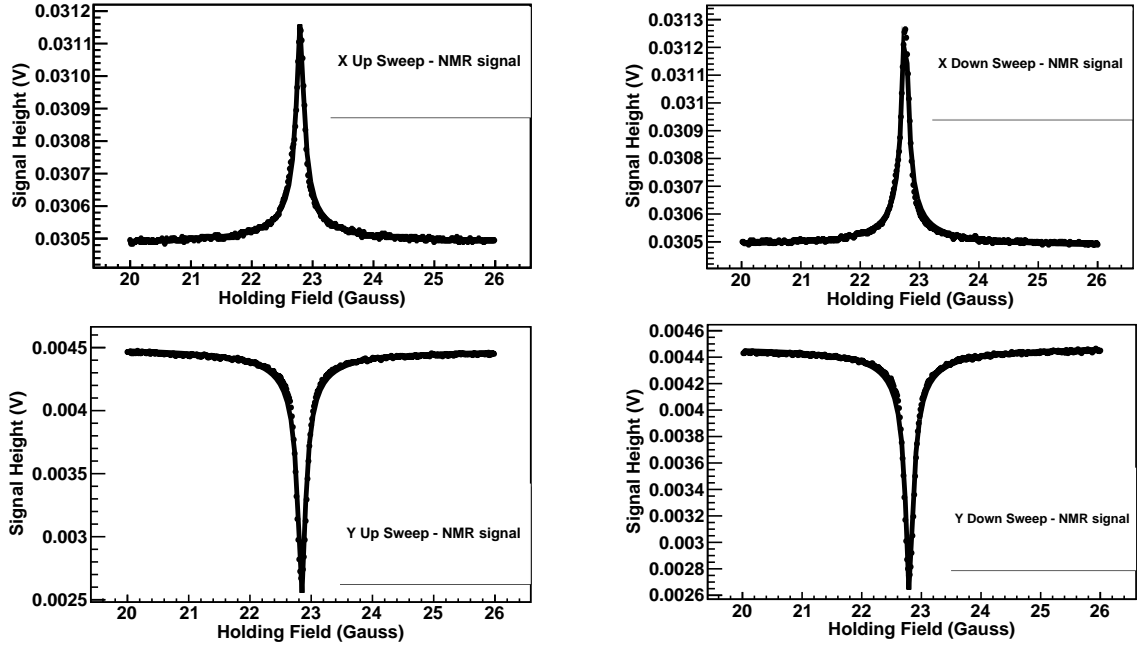 0.0312
0.0311
0.0310
0.0309
0.0308
0.0307
0.0306
0.0305
Signal Height (V)
X Up Sweep - NMR signal
20 21 22 23 24 25 26
Holding Field (Gauss)
0.0313
0.0312
0.031
0.0309
0.0308
0.0307
0.0306
0.0305
Signal Height (V)
X Down Sweep - NMR signal
20 21 22 23 24 25 26
Holding Field (Gauss)
0.0045
0.004
0.0035
0.003
0.0025
Signal Height (V)
Y Up Sweep - NMR signal
20 21 22 23 24 25 26
Holding Field (Gauss)
0.0046
0.0044
0.0042
0.004
0.0038
0.0036
0.0034
0.0032
0.003
0.0028
0.0026
Signal Height (V)
Y Down Sweep - NMR signal
20 21 22 23 24 25 26
Holding Field (Gauss)